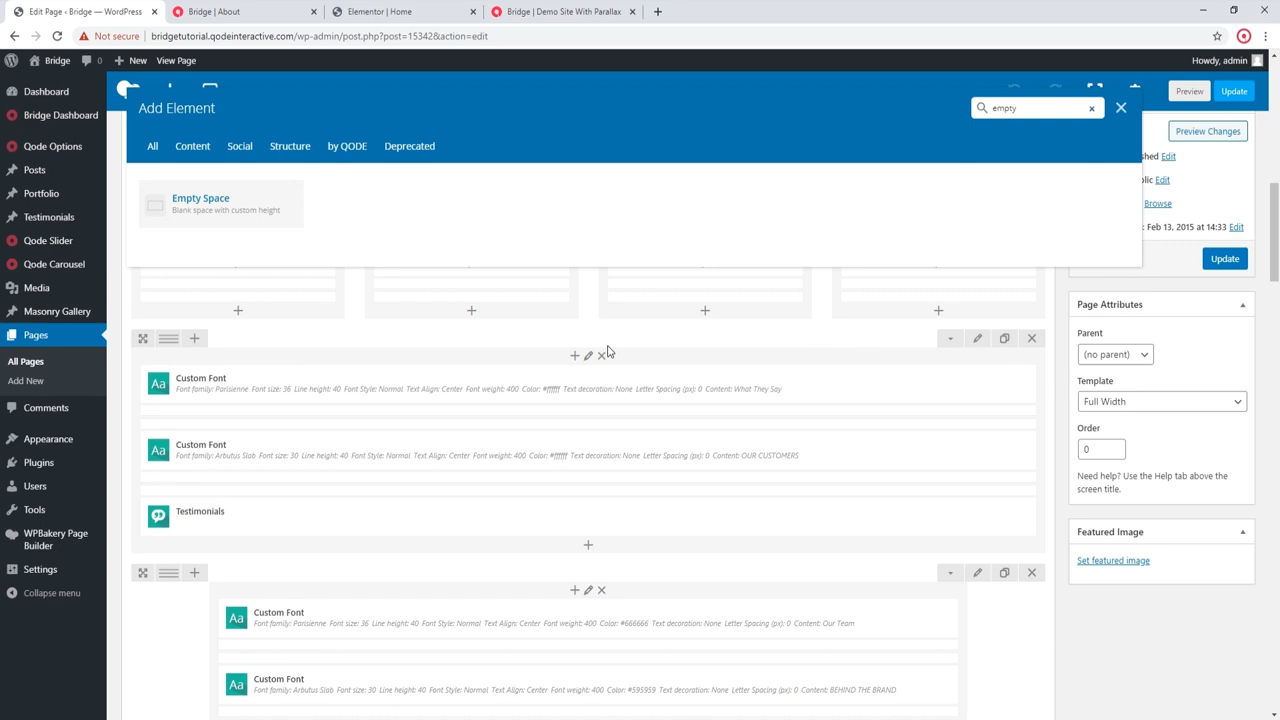 Edit Page ‹ Bridge — WordPress
Bridge | About
Elementor | Home
Bridge | Demo Site With Parallax
Not secure
bridgetutorial.qodeinteractive.com/wp-admin/post.php?post=15342&action=edit
Bridge
0
New
View Page
Howdy, admin
Dashboard
Bridge Dashboard
Qode Options
Posts
Portfolio
Testimonials
Qode Slider
Qode Carousel
Media
Masonry Gallery
Pages
All Pages
Add New
Comments
Appearance
Plugins
Users
Tools
WPBakery Page
Builder
Settings
Collapse menu
Add Element
empty
All
Content
Social
Structure
by QODE
Deprecated
Empty Space
Blank space with custom height
Custom Font
Font family: Parisienne Font size: 36 Line height: 40 Font Style: Normal Text Align: Center Font weight: 400 Color: #ffffff Text decoration: None Letter Spacing (px): 0 Content: What They Say
Custom Font
Font family: Arbutus Slab Font size: 30 Line height: 40 Font Style: Normal Text Align: Center Font weight: 400 Color: #ffffff Text decoration: None Letter Spacing (px): 0 Content: OUR CUSTOMERS
Testimonials
Custom Font
Font family: Parisienne Font size: 36 Line height: 40 Font Style: Normal Text Align: Center Font weight: 400 Color: #666666 Text decoration: None Letter Spacing (px): 0 Content: Our Team
Custom Font
Font family: Arbutus Slab Font size: 30 Line height: 40 Font Style: Normal Text Align: Center Font weight: 400 Color: #595959 Text decoration: None Letter Spacing (px): 0 Content: BEHIND THE BRAND
Preview
Update
Preview Changes
shed Edit
blic Edit
Browse
: Feb 13, 2015 at 14:33 Edit
Update
Page Attributes
Parent
(no parent)
Template
Full Width
Order
0
Need help? Use the Help tab above the
screen title.
Featured Image
Set featured image